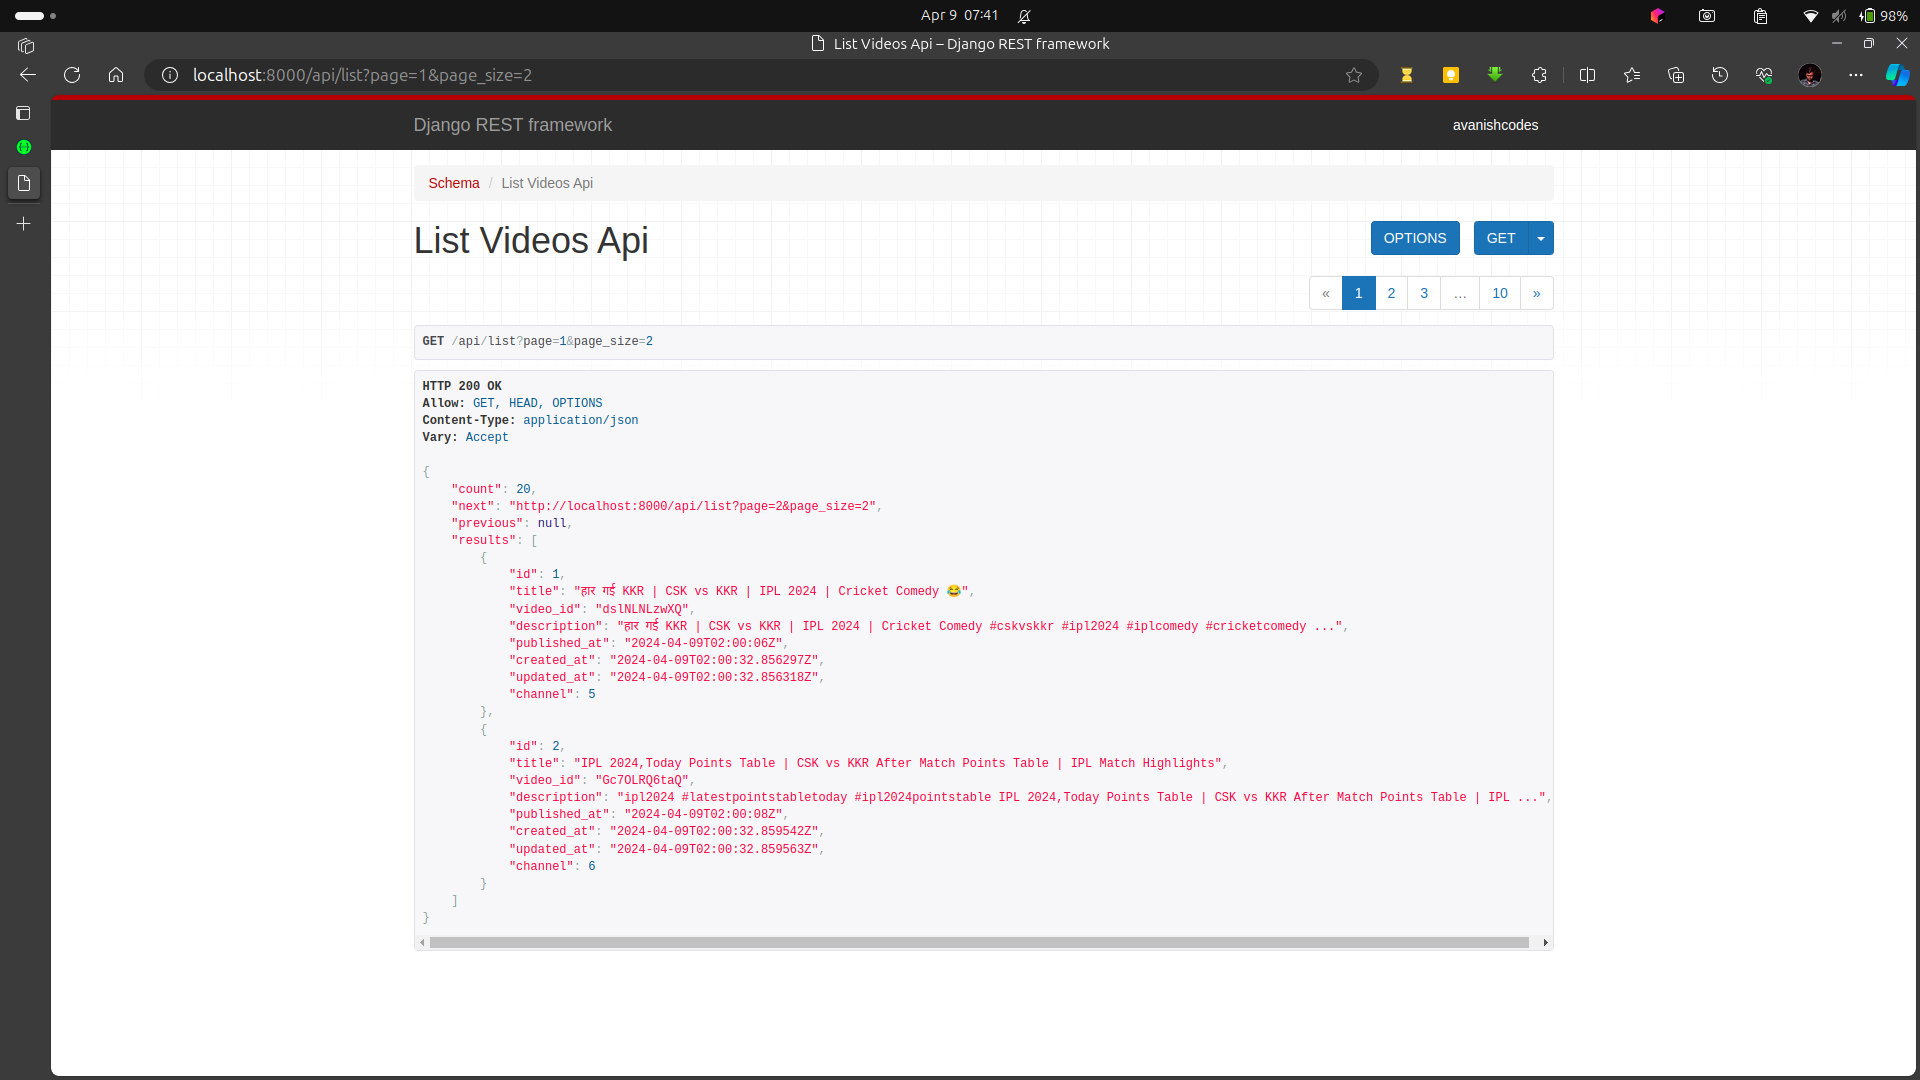 Apr 9 07:41
98%
List Videos Api – Django REST framework
localhost:8000/api/list?page=1&page_size=2
Django REST framework
avanishcodes
Schema / List Videos Api
List Videos Api
OPTIONS
GET
« 1 2 3 … 10 »
GET /api/list?page=1&page_size=2
HTTP 200 OK
Allow: GET, HEAD, OPTIONS
Content-Type: application/json
Vary: Accept
{
"count": 20,
"next": "http://localhost:8000/api/list?page=2&page_size=2",
"previous": null,
"results": [
{
"id": 1,
"title": "हार गई KKR | CSK vs KKR | IPL 2024 | Cricket Comedy 😂",
"video_id": "dslNLNLzwXQ",
"description": "हार गई KKR | CSK vs KKR | IPL 2024 | Cricket Comedy #cskvskkr #ipl2024 #iplcomedy #cricketcomedy ...",
"published_at": "2024-04-09T02:00:06Z",
"created_at": "2024-04-09T02:00:32.856297Z",
"updated_at": "2024-04-09T02:00:32.856318Z",
"channel": 5
},
{
"id": 2,
"title": "IPL 2024,Today Points Table | CSK vs KKR After Match Points Table | IPL Match Highlights",
"video_id": "Gc7OLRQ6taQ",
"description": "ipl2024 #latestpointstabletoday #ipl2024pointstable IPL 2024,Today Points Table | CSK vs KKR After Match Points Table | IPL ...",
"published_at": "2024-04-09T02:00:08Z",
"created_at": "2024-04-09T02:00:32.859542Z",
"updated_at": "2024-04-09T02:00:32.859563Z",
"channel": 6
}
]
}